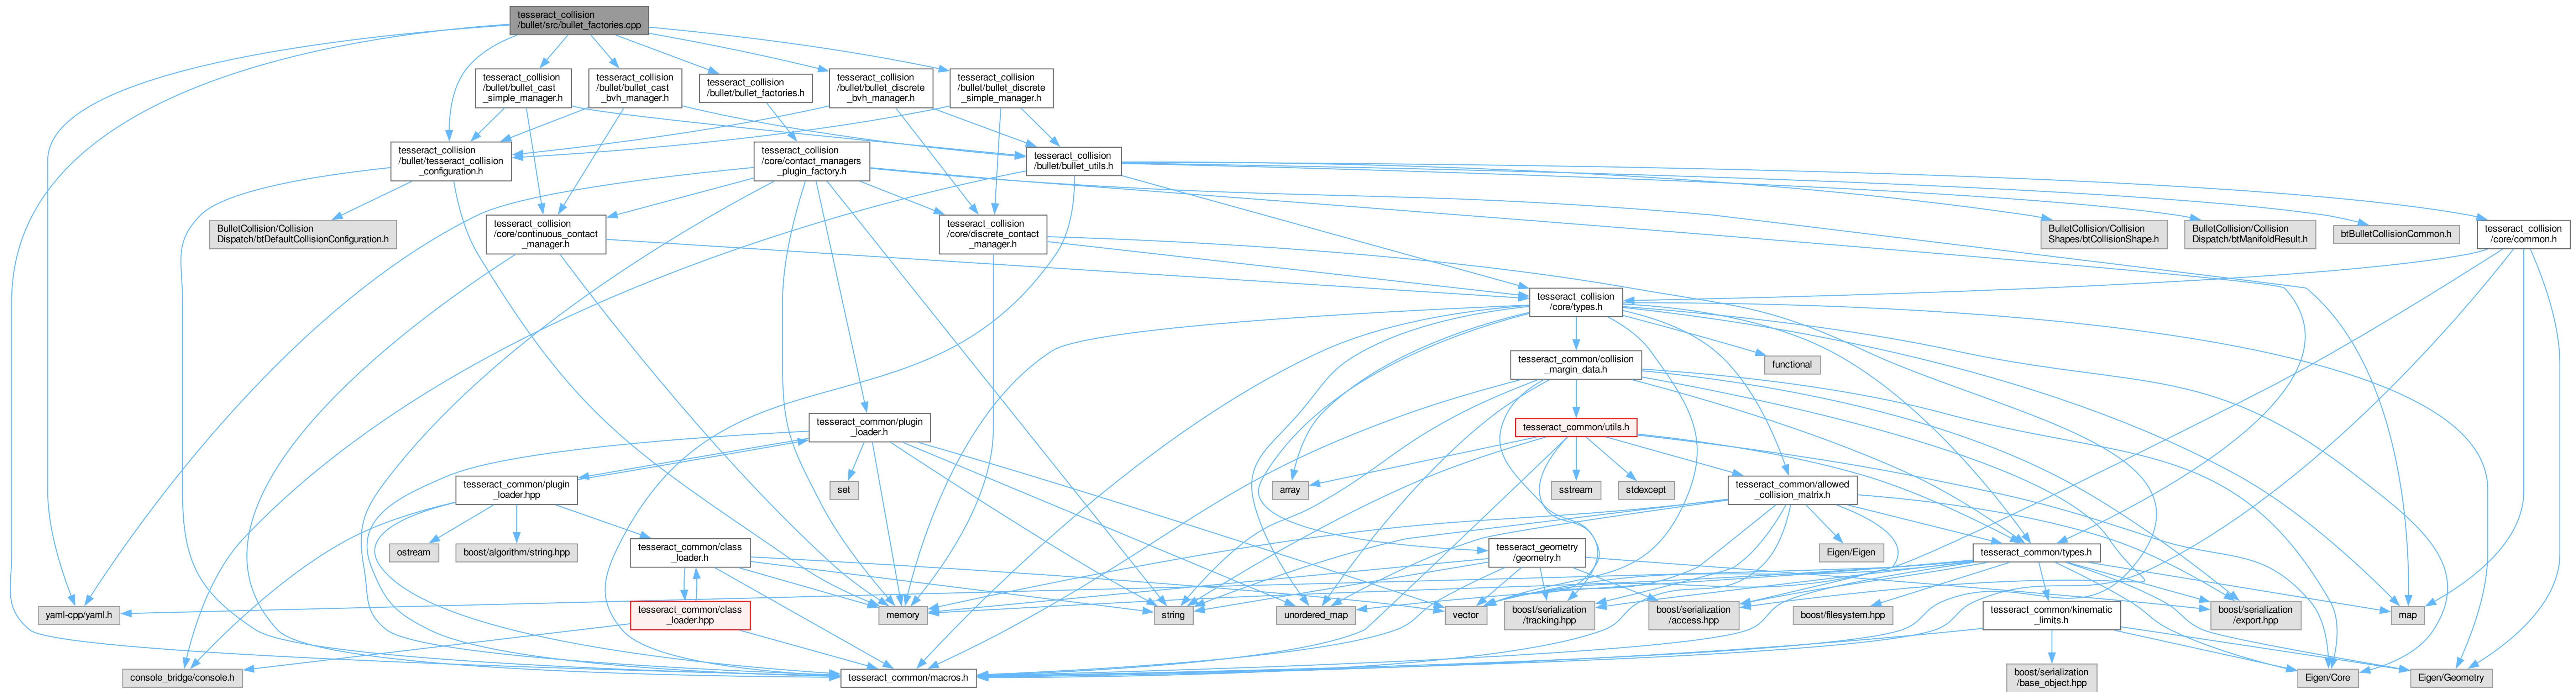 tesseract_collision
/bullet/src/bullet_factories.cpp
tesseract_collision
/bullet/bullet_cast
_simple_manager.h
tesseract_collision
/bullet/bullet_cast
_bvh_manager.h
tesseract_collision
/bullet/bullet_factories.h
tesseract_collision
/bullet/bullet_discrete
_bvh_manager.h
tesseract_collision
/bullet/bullet_discrete
_simple_manager.h
tesseract_collision
/bullet/tesseract_collision
_configuration.h
tesseract_collision
/core/contact_managers
_plugin_factory.h
tesseract_collision
/bullet/bullet_utils.h
BulletCollision/Collision
Dispatch/btDefaultCollisionConfiguration.h
tesseract_collision
/core/continuous_contact
_manager.h
tesseract_collision
/core/discrete_contact
_manager.h
BulletCollision/Collision
Shapes/btCollisionShape.h
BulletCollision/Collision
Dispatch/btManifoldResult.h
btBulletCollisionCommon.h
tesseract_collision
/core/common.h
tesseract_collision
/core/types.h
tesseract_common/collision
_margin_data.h
functional
tesseract_common/plugin
_loader.h
tesseract_common/utils.h
tesseract_common/plugin
_loader.hpp
set
array
sstream
stdexcept
tesseract_common/allowed
_collision_matrix.h
ostream
boost/algorithm/string.hpp
tesseract_common/class
_loader.h
tesseract_geometry
/geometry.h
Eigen/Eigen
tesseract_common/types.h
yaml-cpp/yaml.h
tesseract_common/class
_loader.hpp
memory
string
unordered_map
vector
boost/serialization
/tracking.hpp
boost/serialization
/access.hpp
boost/filesystem.hpp
tesseract_common/kinematic
_limits.h
boost/serialization
/export.hpp
map
console_bridge/console.h
tesseract_common/macros.h
boost/serialization
/base_object.hpp
Eigen/Core
Eigen/Geometry